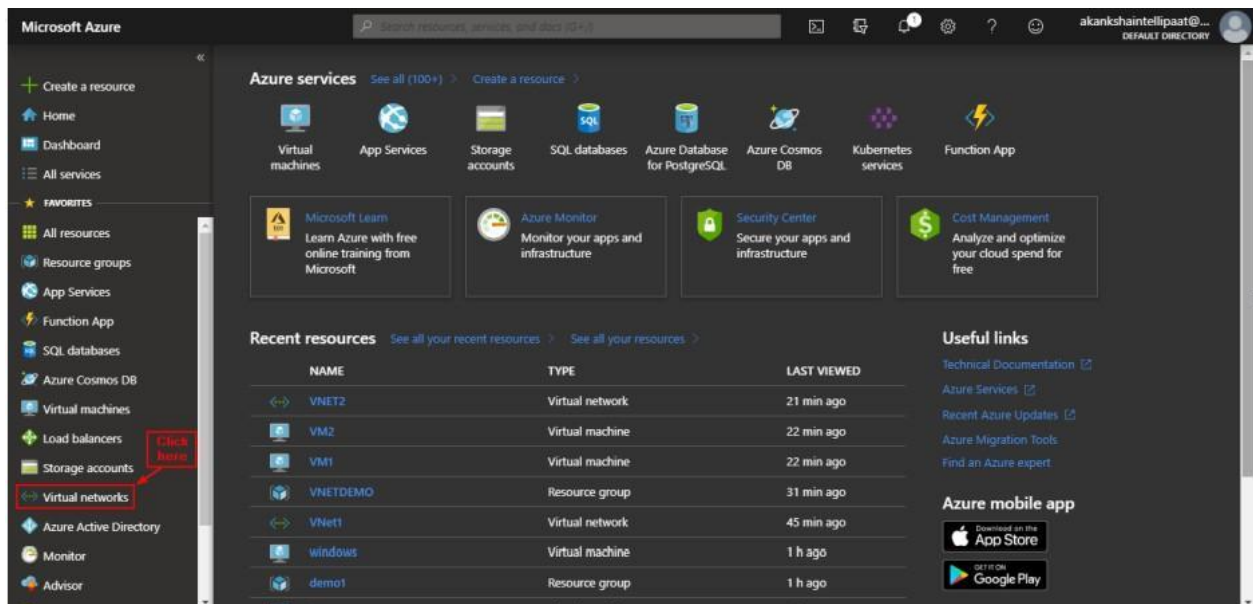 Microsoft Azure
Search resources, services, and docs (G+/)
1
akankshaintellipaat@...
DEFAULT DIRECTORY
«
Create a resource
Home
Dashboard
All services
FAVORITES
All resources
Resource groups
App Services
Function App
SQL databases
Azure Cosmos DB
Virtual machines
Load balancers
Click
here
Storage accounts
Virtual networks
Azure Active Directory
Monitor
Advisor
Azure services See all (100+) > Create a resource >
Virtual
machines
App Services
Storage
accounts
SQL
SQL databases
Azure Database
for PostgreSQL
Azure Cosmos
DB
Kubernetes
services
Function App
Microsoft Learn
Learn Azure with free
online training from
Microsoft
Azure Monitor
Monitor your apps and
infrastructure
Security Center
Secure your apps and
infrastructure
Cost Management
Analyze and optimize
your cloud spend for
free
Recent resources See all your recent resources > See all your resources >
NAME TYPE LAST VIEWED
VNET2 Virtual network 21 min ago
VM2 Virtual machine 22 min ago
VM1 Virtual machine 22 min ago
VNETDEMO Resource group 31 min ago
VNet1 Virtual network 45 min ago
windows Virtual machine 1 h ago
demo1 Resource group 1 h ago
Useful links
Technical Documentation
Azure Services
Recent Azure Updates
Azure Migration Tools
Find an Azure expert
Azure mobile app
Download on the
App Store
GET IT ON
Google Play